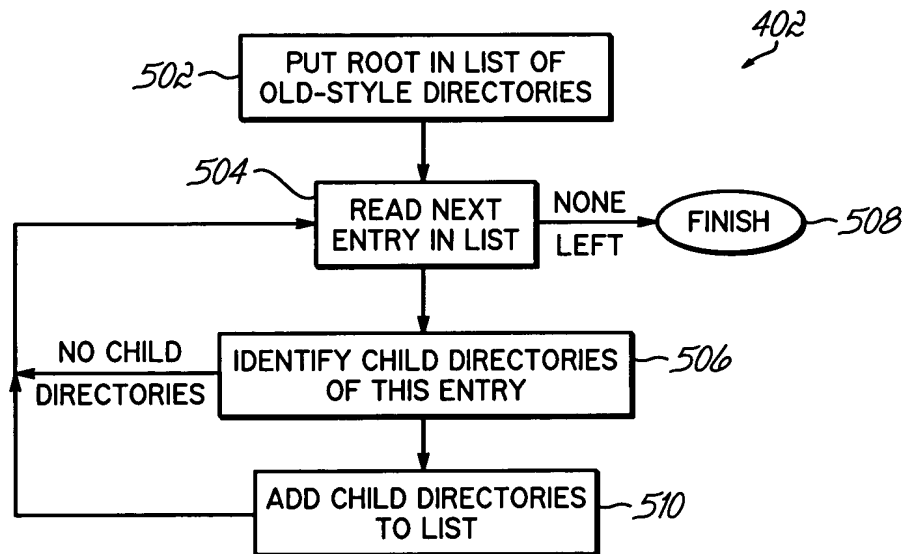 402
502
PUT ROOT IN LIST OF
OLD-STYLE DIRECTORIES
504
READ NEXT
ENTRY IN LIST
NONE
LEFT
FINISH
508
NO CHILD
DIRECTORIES
IDENTIFY CHILD DIRECTORIES
OF THIS ENTRY
506
ADD CHILD DIRECTORIES
TO LIST
510